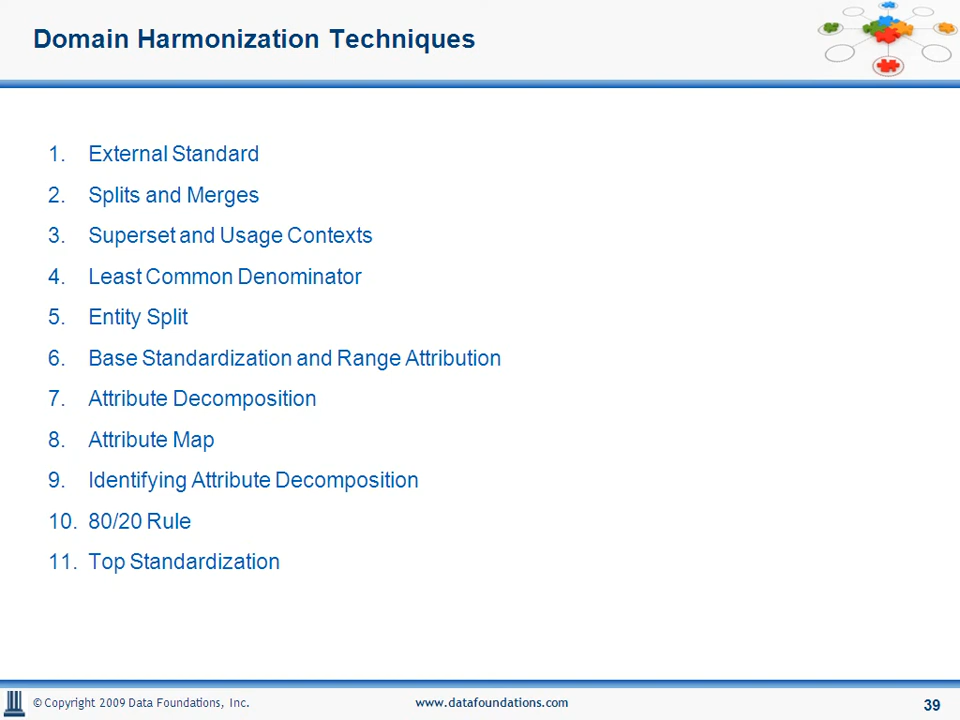 Domain Harmonization Techniques
1. External Standard
2. Splits and Merges
3. Superset and Usage Contexts
4. Least Common Denominator
5. Entity Split
6. Base Standardization and Range Attribution
7. Attribute Decomposition
8. Attribute Map
9. Identifying Attribute Decomposition
10. 80/20 Rule
11. Top Standardization
© Copyright 2009 Data Foundations, Inc. www.datafoundations.com 39